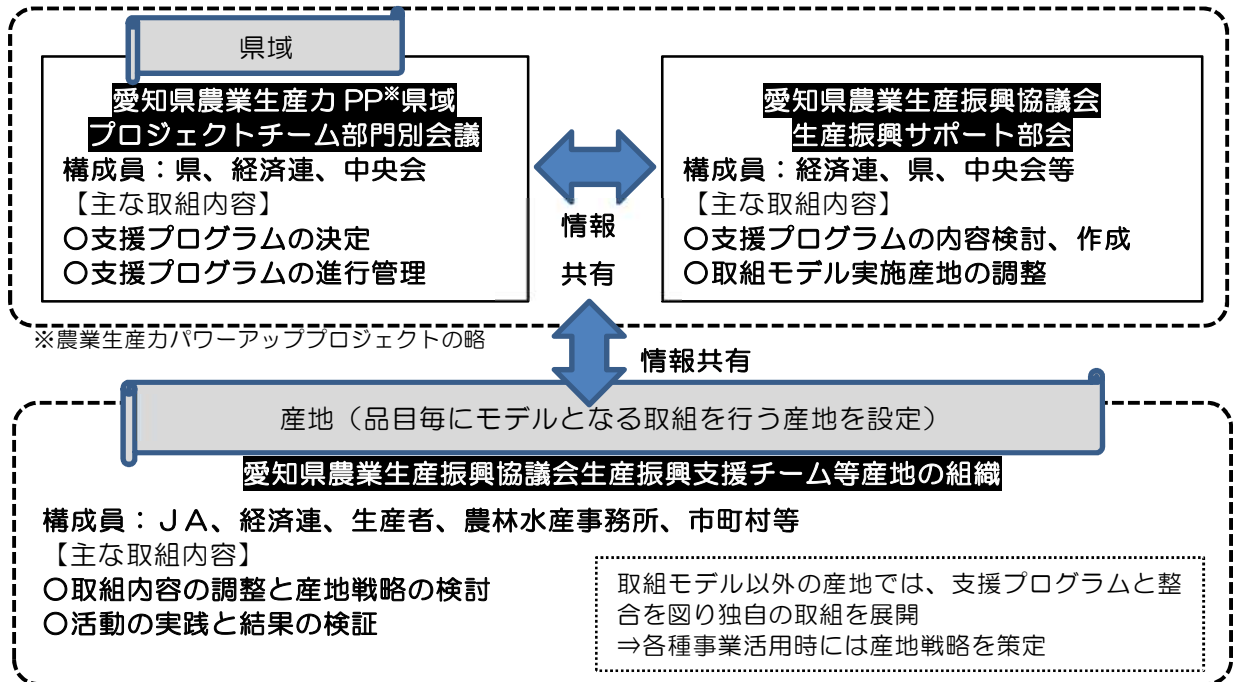 県域
愛知県農業生産力 PP※県域
プロジェクトチーム部門別会議
構成員：県、経済連、中央会
【主な取組内容】
○支援プログラムの決定
○支援プログラムの進行管理
情報
共有
愛知県農業生産振興協議会
生産振興サポート部会
構成員：経済連、県、中央会等
【主な取組内容】
○支援プログラムの内容検討、作成
○取組モデル実施産地の調整
※農業生産力パワーアッププロジェクトの略
情報共有
産地（品目毎にモデルとなる取組を行う産地を設定）
愛知県農業生産振興協議会生産振興支援チーム等産地の組織
構成員：ＪＡ、経済連、生産者、農林水産事務所、市町村等
【主な取組内容】
○取組内容の調整と産地戦略の検討
○活動の実践と結果の検証
取組モデル以外の産地では、支援プログラムと整
合を図り独自の取組を展開
⇒各種事業活用時には産地戦略を策定